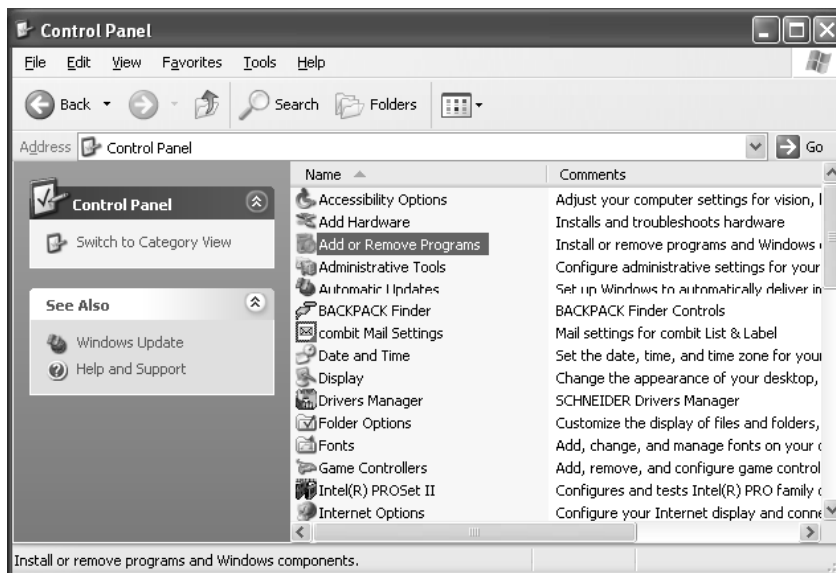 Control Panel
File Edit View Favorites Tools Help
Back Search Folders
Address Control Panel Go
Control Panel
Switch to Category View
See Also
Windows Update
Help and Support
Name Comments
Accessibility Options Adjust your computer settings for vision,
Add Hardware Installs and troubleshoots hardware
Add or Remove Programs Install or remove programs and Windows
Administrative Tools Configure administrative settings for your
Automatic Updates Set up Windows to automatically deliver
BACKPACK Finder BACKPACK Finder Controls
combit Mail Settings Mail settings for combit List & Label
Date and Time Set the date, time, and time zone for your
Display Change the appearance of your desktop,
Drivers Manager SCHNEIDER Drivers Manager
Folder Options Customize the display of files and folders,
Fonts Add, change, and manage fonts on your
Game Controllers Add, remove, and configure game control
Intel(R) PROSet II Configures and tests Intel(R) PRO family
Internet Options Configure your Internet display and
Install or remove programs and Windows components.